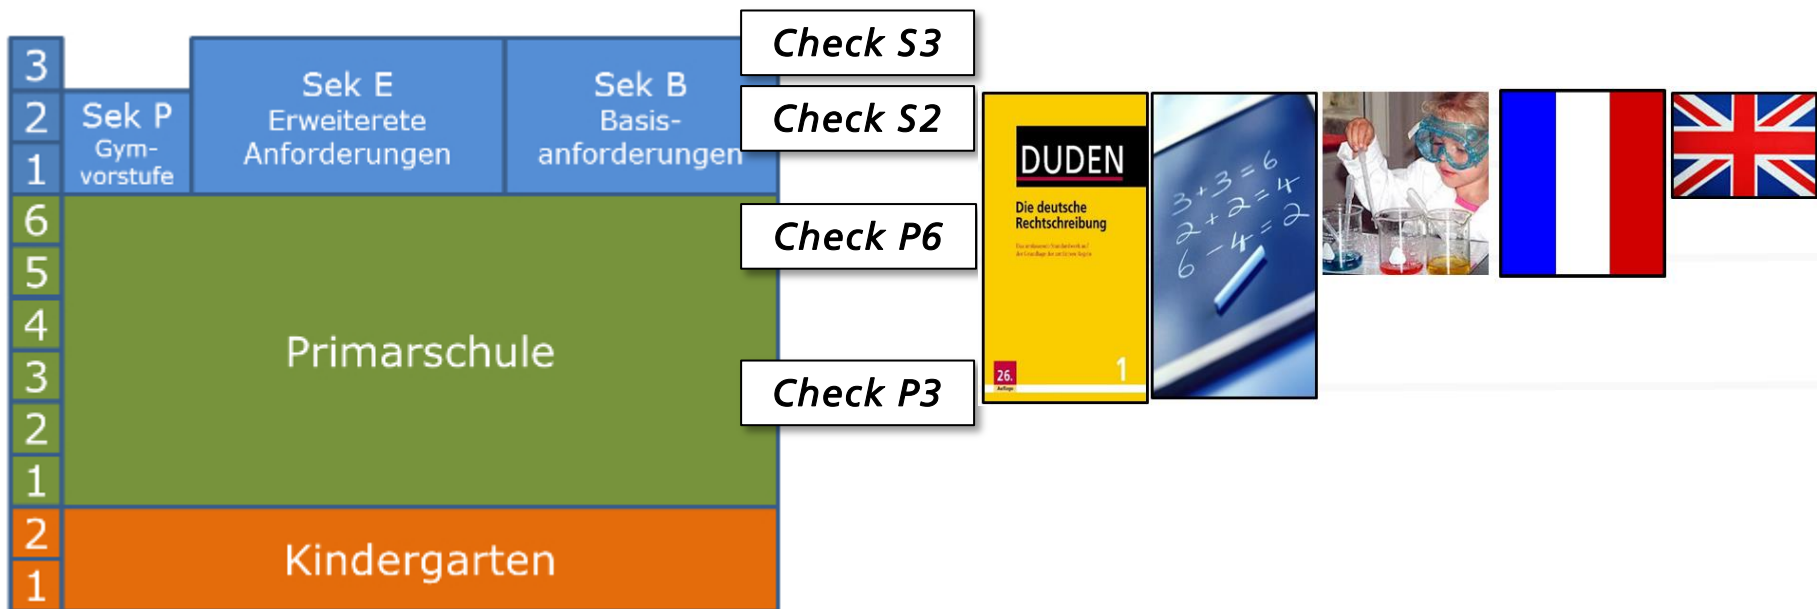 3
2
1
6
5
4
3
2
1
2
1
Sek P
Gym-
vorstufe
Sek E
Erweiterete
Anforderungen
Sek B
Basis-
anforderungen
Primarschule
Kindergarten
Check S3
Check S2
Check P6
Check P3
DUDEN
Die deutsche
Rechtschreibung
26.
Auflage
1
3+3=6
2+2=4
6-4=2